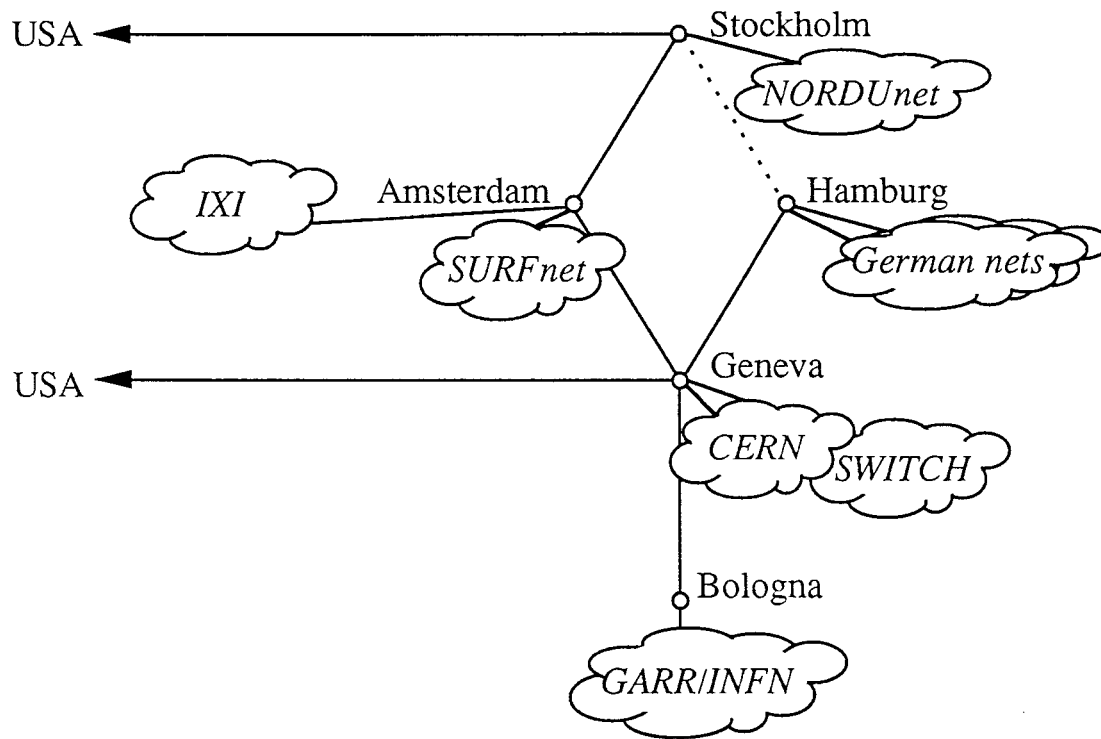 USA
Stockholm
NORDUnet
IXI
Amsterdam
Hamburg
SURFnet
German nets
USA
Geneva
CERN
SWITCH
Bologna
GARR/INFN